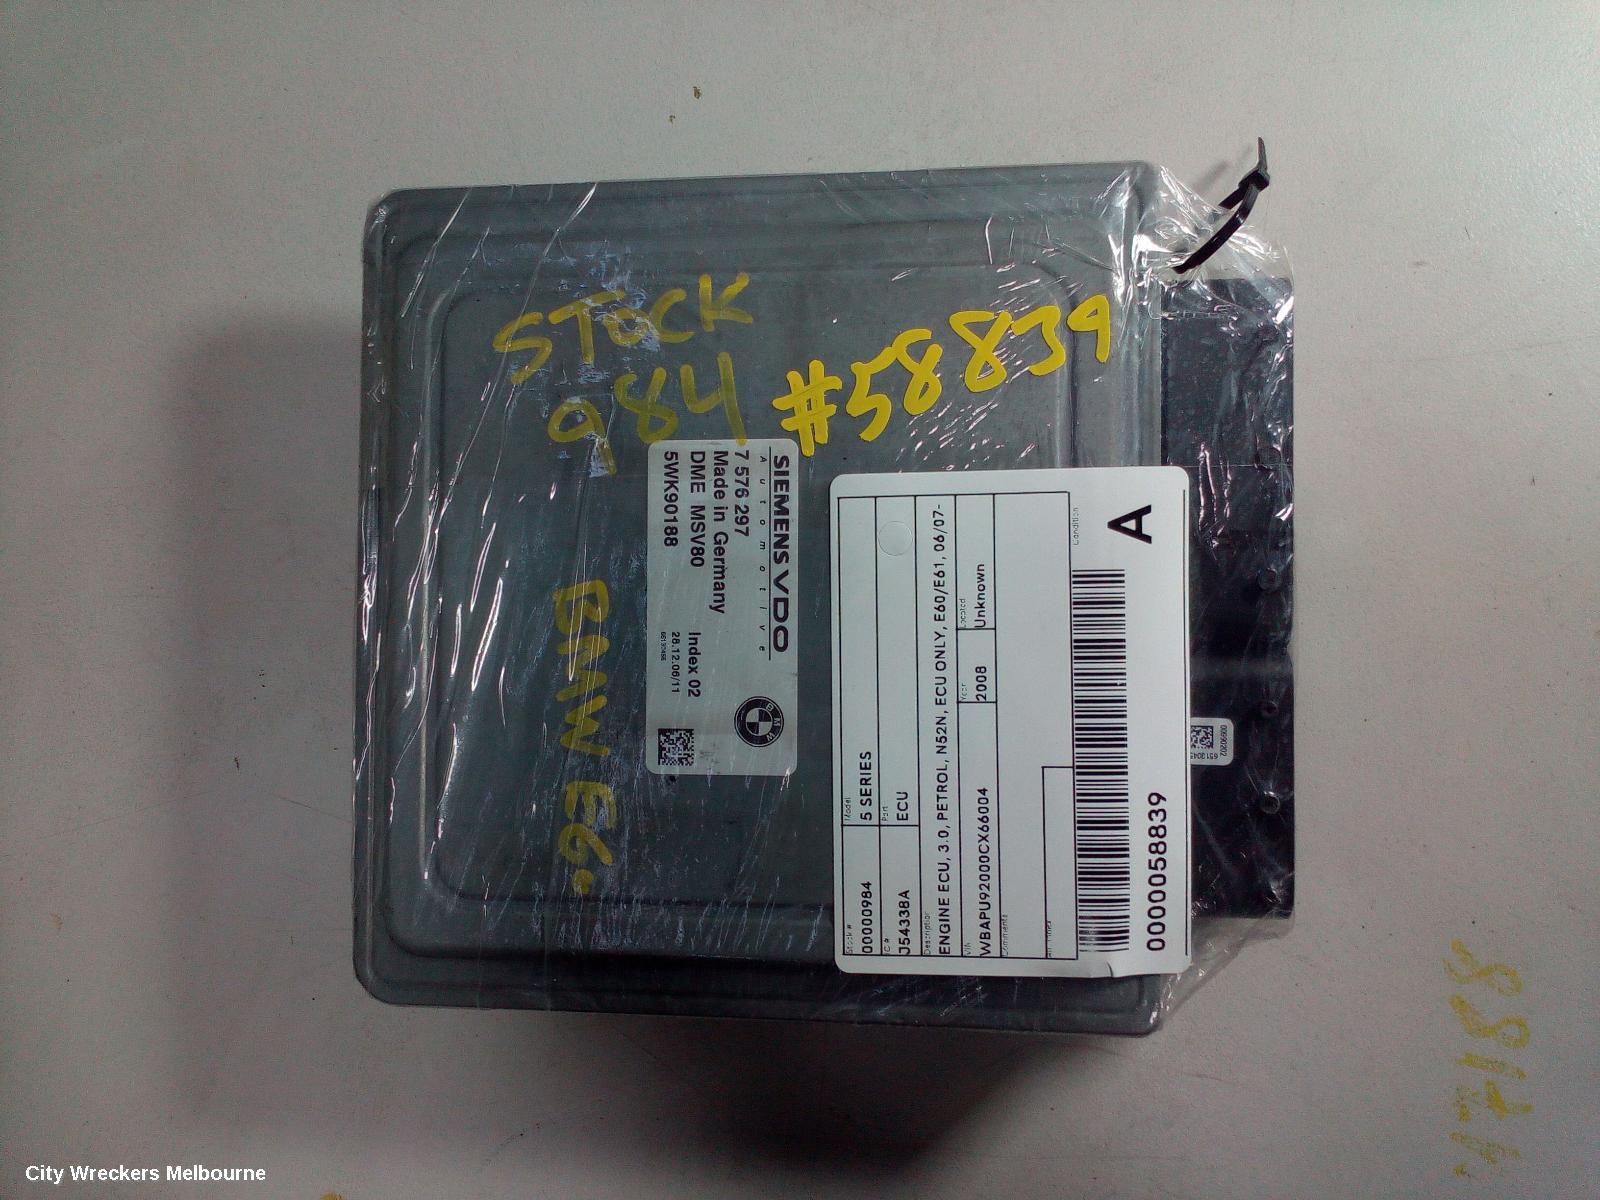 STOCK
984
#58839
BMW E6
SIEMENS VDO
Automotive
7 576 297
Made in Germany
DME MSV80
5WK90188
Index 02
28.12.06/11
BMW
Stock #
00000984
Model
5 SERIES
IC #
J54338A
Part
ECU
Description
ENGINE ECU, 3.0, PETROL, N52N, ECU ONLY, E60/E61, 06/07-
VIN
WBAPU92000CX66004
Year
2008
Located
Unknown
Comments
Condition
A
0000058839
00890202
City Wreckers Melbourne